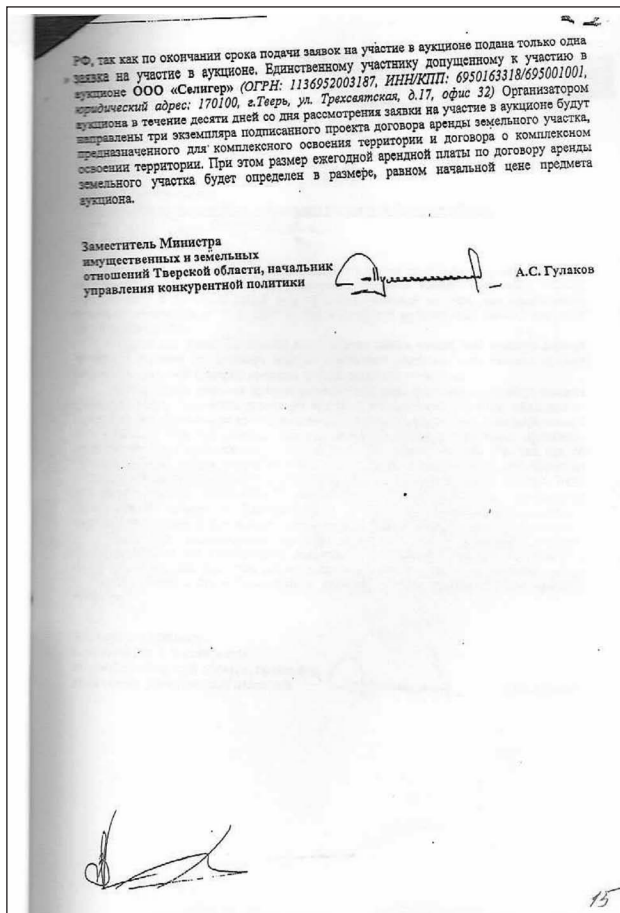 РФ, так как по окончании срока подачи заявок на участие в аукционе подана только одна
заявка на участие в аукционе. Единственному участнику допущенному к участию в
аукционе ООО «Селигер» (ОГРН: 1136952003187, ИНН/КПП: 6950163318/695001001,
юридический адрес: 170100, г.Тверь, ул. Трехсвятская, д.17, офис 32) Организатором
аукциона в течение десяти дней со дня рассмотрения заявки на участие в аукционе будут
направлены три экземпляра подписанного проекта договора аренды земельного участка,
предназначенного для комплексного освоения территории и договора о комплексном
освоении территории. При этом размер ежегодной арендной платы по договору аренды
земельного участка будет определен в размере, равном начальной цене предмета
аукциона.
Заместитель Министра
имущественных и земельных
отношений Тверской области, начальник
управления конкурентной политики
А.С. Гулаков
15